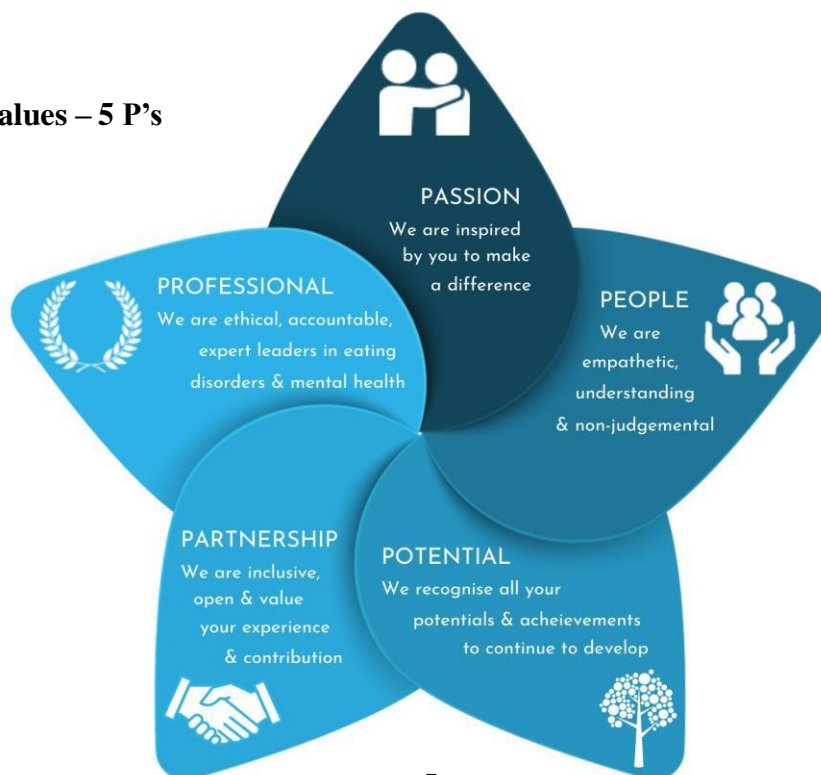 alues – 5 P’s
PASSION
We are inspired
by you to make
a difference
PEOPLE
We are
empathetic,
understanding
& non-judgemental
POTENTIAL
We recognise all your
potentials & acheievements
to continue to develop
PARTNERSHIP
We are inclusive,
open & value
your experience
& contribution
PROFESSIONAL
We are ethical, accountable,
expert leaders in eating
disorders & mental health